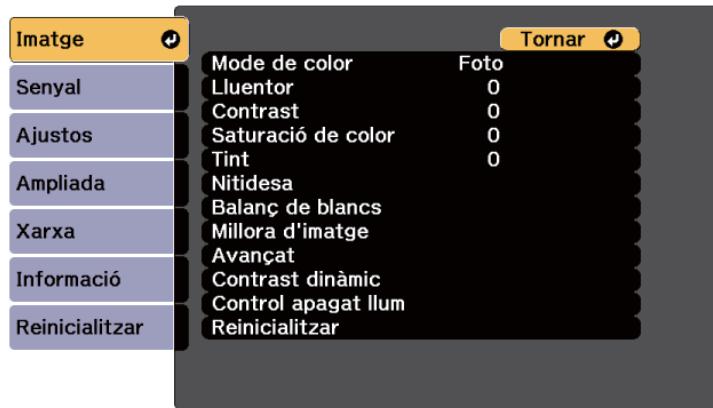 Imatge
Senyal
Ajustos
Ampliada
Xarxa
Informació
Reinicialitzar
Tornar
Mode de color Foto
Lluentor 0
Contrast 0
Saturació de color 0
Tint 0
Nitidesa
Balanç de blancs
Millora d'imatge
Avançat
Contrast dinàmic
Control apagat llum
Reinicialitzar